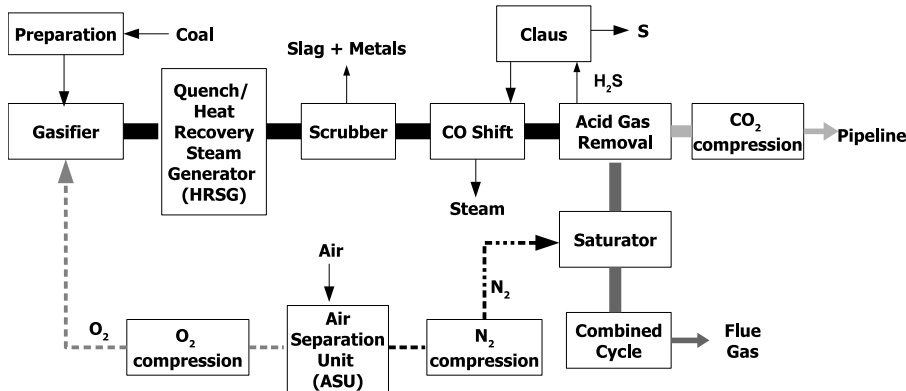 Preparation
Coal
Slag + Metals
Claus
S
H₂S
Gasifier
Quench/
Heat
Recovery
Steam
Generator
(HRSG)
Scrubber
CO Shift
Acid Gas
Removal
CO₂
compression
Pipeline
Steam
Saturator
Air
N₂
O₂
O₂
compression
Air
Separation
Unit
(ASU)
N₂
compression
Combined
Cycle
Flue
Gas